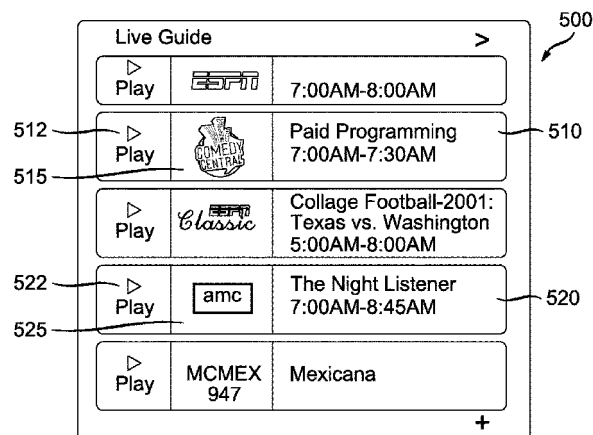 Live Guide >
500
Play ESPN 7:00AM-8:00AM
512
Play COMEDY CENTRAL Paid Programming
7:00AM-7:30AM
510
515
Play ESPN Classic Collage Football-2001:
Texas vs. Washington
5:00AM-8:00AM
522
Play amc The Night Listener
7:00AM-8:45AM
520
525
Play MCMEX
947
Mexicana
+